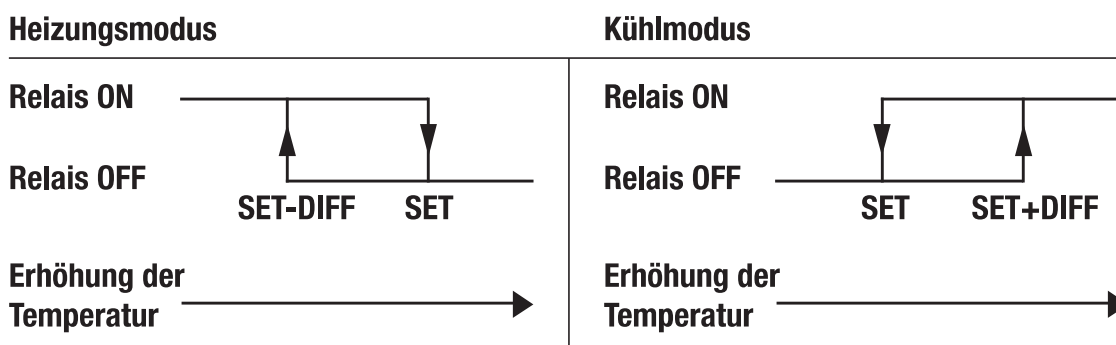 Heizungsmodus
Relais ON
Relais OFF
SET-DIFF SET
Erhöhung der
Temperatur
Kühlmodus
Relais ON
Relais OFF
SET SET+DIFF
Erhöhung der
Temperatur